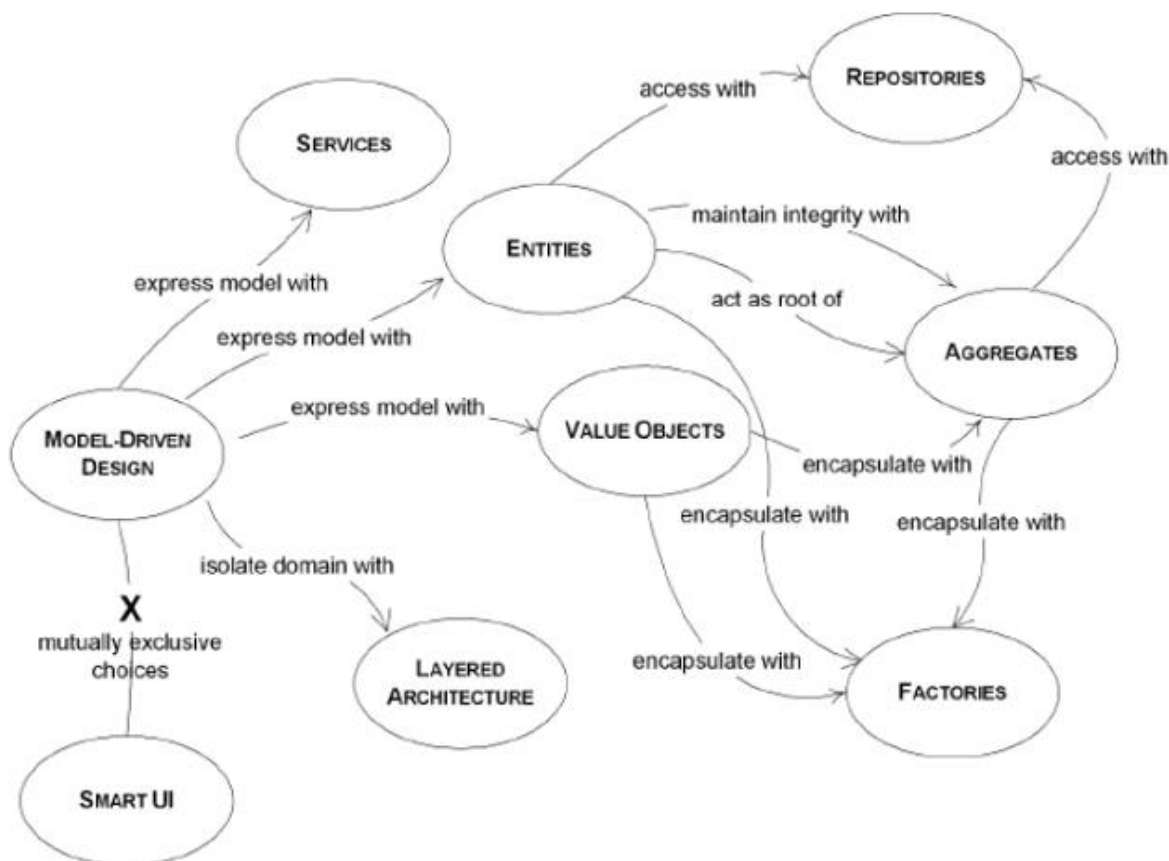 REPOSITORIES
access with
SERVICES
access with
maintain integrity with
ENTITIES
express model with
act as root of
express model with
AGGREGATES
express model with
MODEL-DRIVEN
DESIGN
VALUE OBJECTS
encapsulate with
encapsulate with
encapsulate with
isolate domain with
X
mutually exclusive
choices
encapsulate with
LAYERED
ARCHITECTURE
FACTORIES
SMART UI